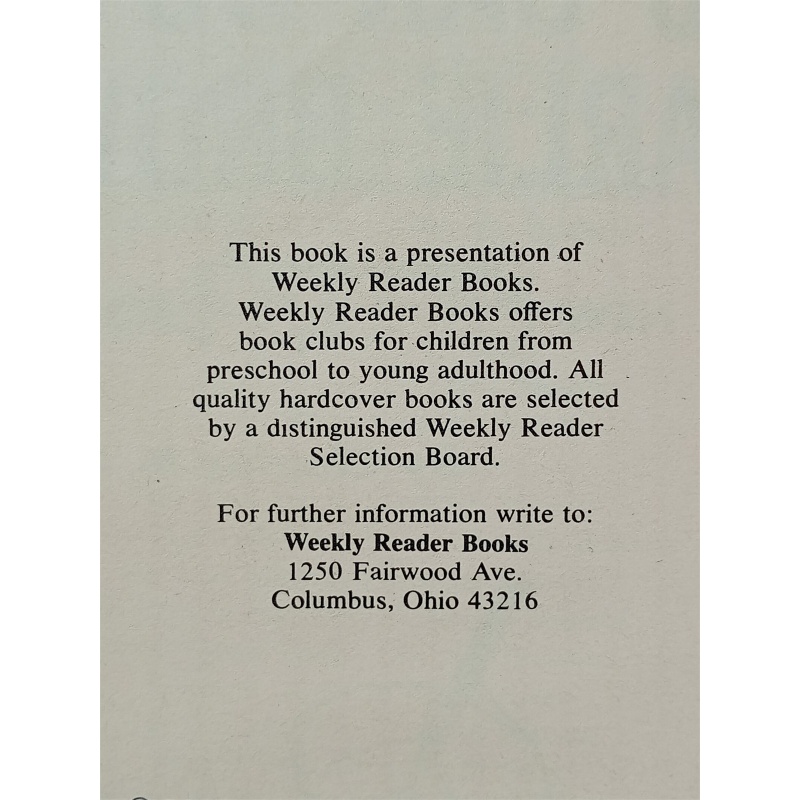 This book is a presentation of
Weekly Reader Books.
Weekly Reader Books offers
book clubs for children from
preschool to young adulthood. All
quality hardcover books are selected
by a distinguished Weekly Reader
Selection Board.
For further information write to:
Weekly Reader Books
1250 Fairwood Ave.
Columbus, Ohio 43216